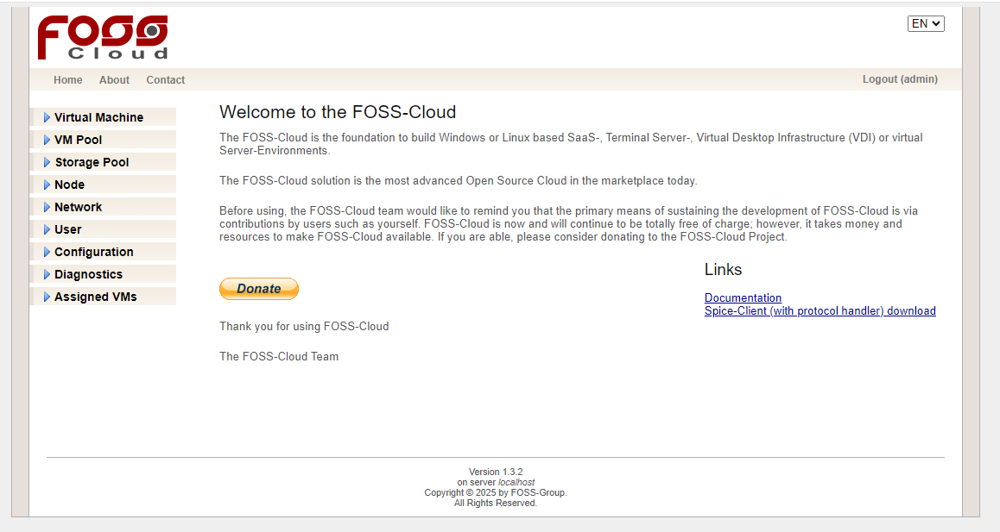 FOSS
Cloud
EN
Home About Contact
Logout (admin)
Virtual Machine
VM Pool
Storage Pool
Node
Network
User
Configuration
Diagnostics
Assigned VMs
Welcome to the FOSS-Cloud
The FOSS-Cloud is the foundation to build Windows or Linux based SaaS-, Terminal Server-, Virtual Desktop Infrastructure (VDI) or virtual
Server-Environments.
The FOSS-Cloud solution is the most advanced Open Source Cloud in the marketplace today.
Before using, the FOSS-Cloud team would like to remind you that the primary means of sustaining the development of FOSS-Cloud is via
contributions by users such as yourself. FOSS-Cloud is now and will continue to be totally free of charge; however, it takes money and
resources to make FOSS-Cloud available. If you are able, please consider donating to the FOSS-Cloud Project.
Donate
Thank you for using FOSS-Cloud
The FOSS-Cloud Team
Links
Documentation
Spice-Client (with protocol handler) download
Version 1.3.2
on server localhost
Copyright © 2025 by FOSS-Group.
All Rights Reserved.